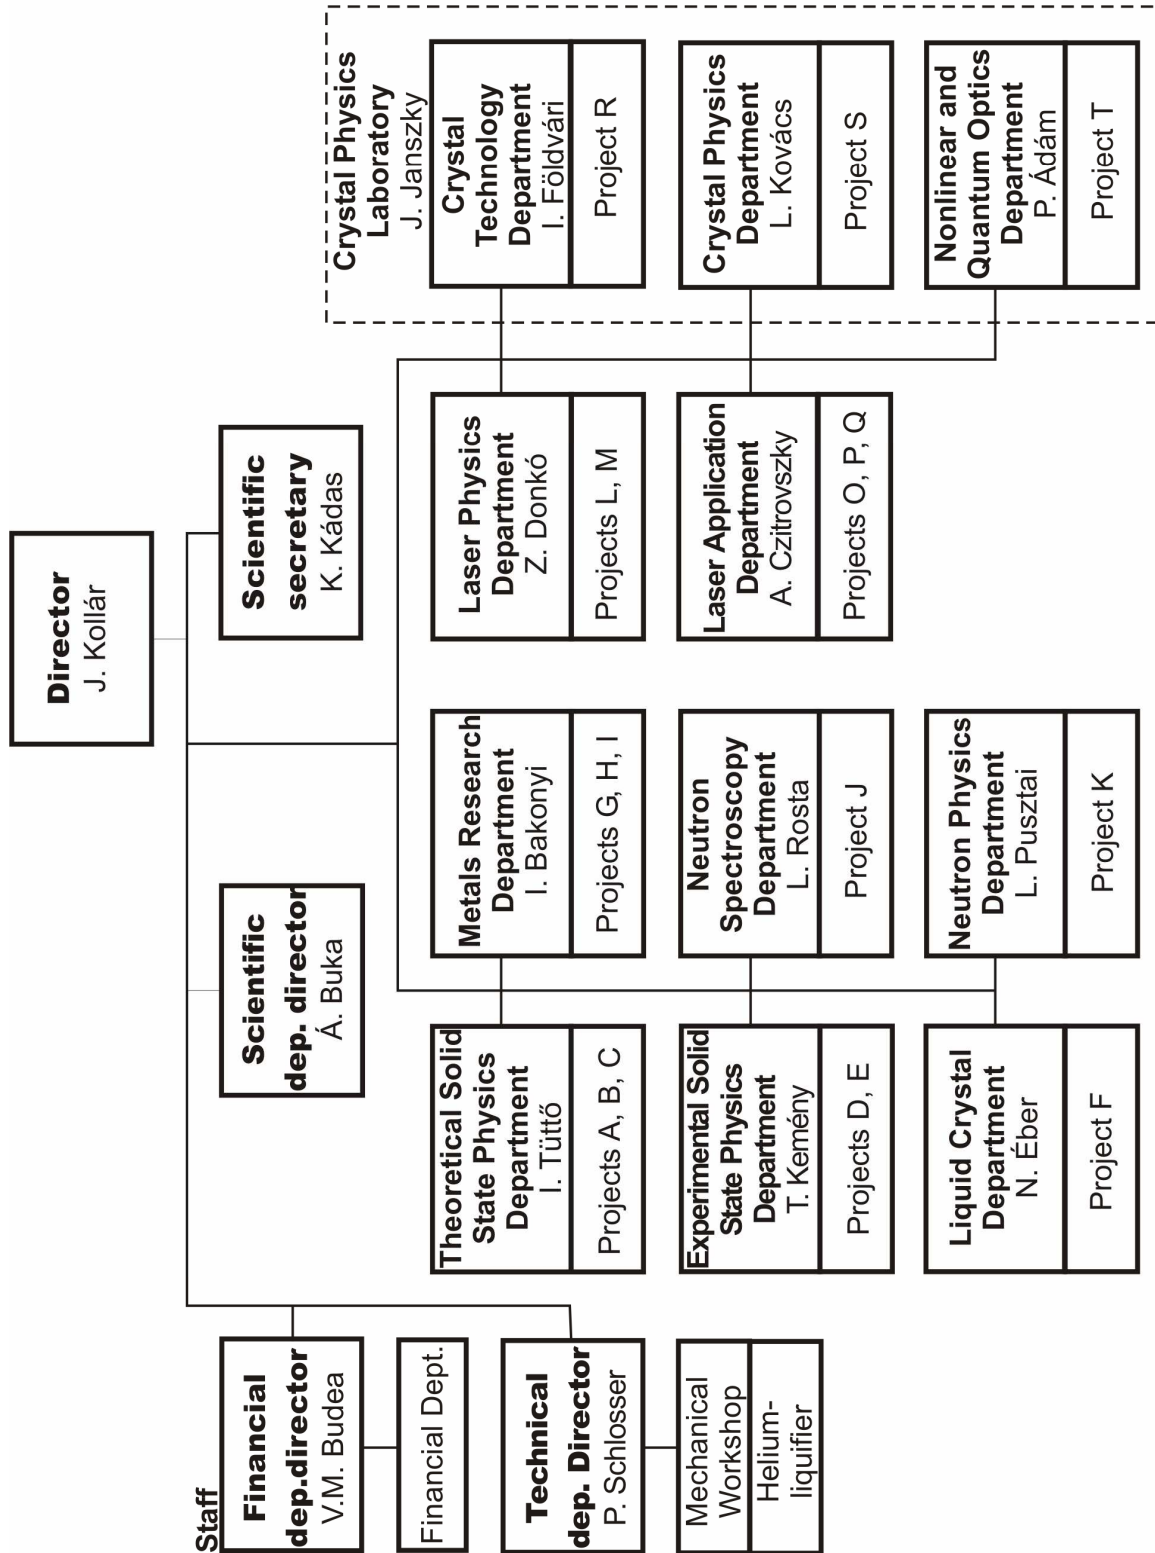 Director
J. Kollár
Scientific
dep. director
Á. Buka
Scientific
secretary
K. Kádas
Staff
Financial
dep.director
V.M. Budea
Financial Dept.
Technical
dep. Director
P. Schlosser
Mechanical
Workshop
Helium-
liquifier
Theoretical Solid
State Physics
Department
I. Tüttő
Projects A, B, C
Metals Research
Department
I. Bakonyi
Projects G, H, I
Laser Physics
Department
Z. Donkó
Projects L, M
Crystal Physics
Laboratory
J. Janszky
Crystal
Technology
Department
I. Földvári
Project R
Experimental Solid
State Physics
Department
T. Kemény
Projects D, E
Neutron
Spectroscopy
Department
L. Rosta
Project J
Laser Application
Department
A. Czitrovszky
Projects O, P, Q
Crystal Physics
Department
L. Kovács
Project S
Liquid Crystal
Department
N. Éber
Project F
Neutron Physics
Department
L. Pusztai
Project K
Nonlinear and
Quantum Optics
Department
P. Ádám
Project T